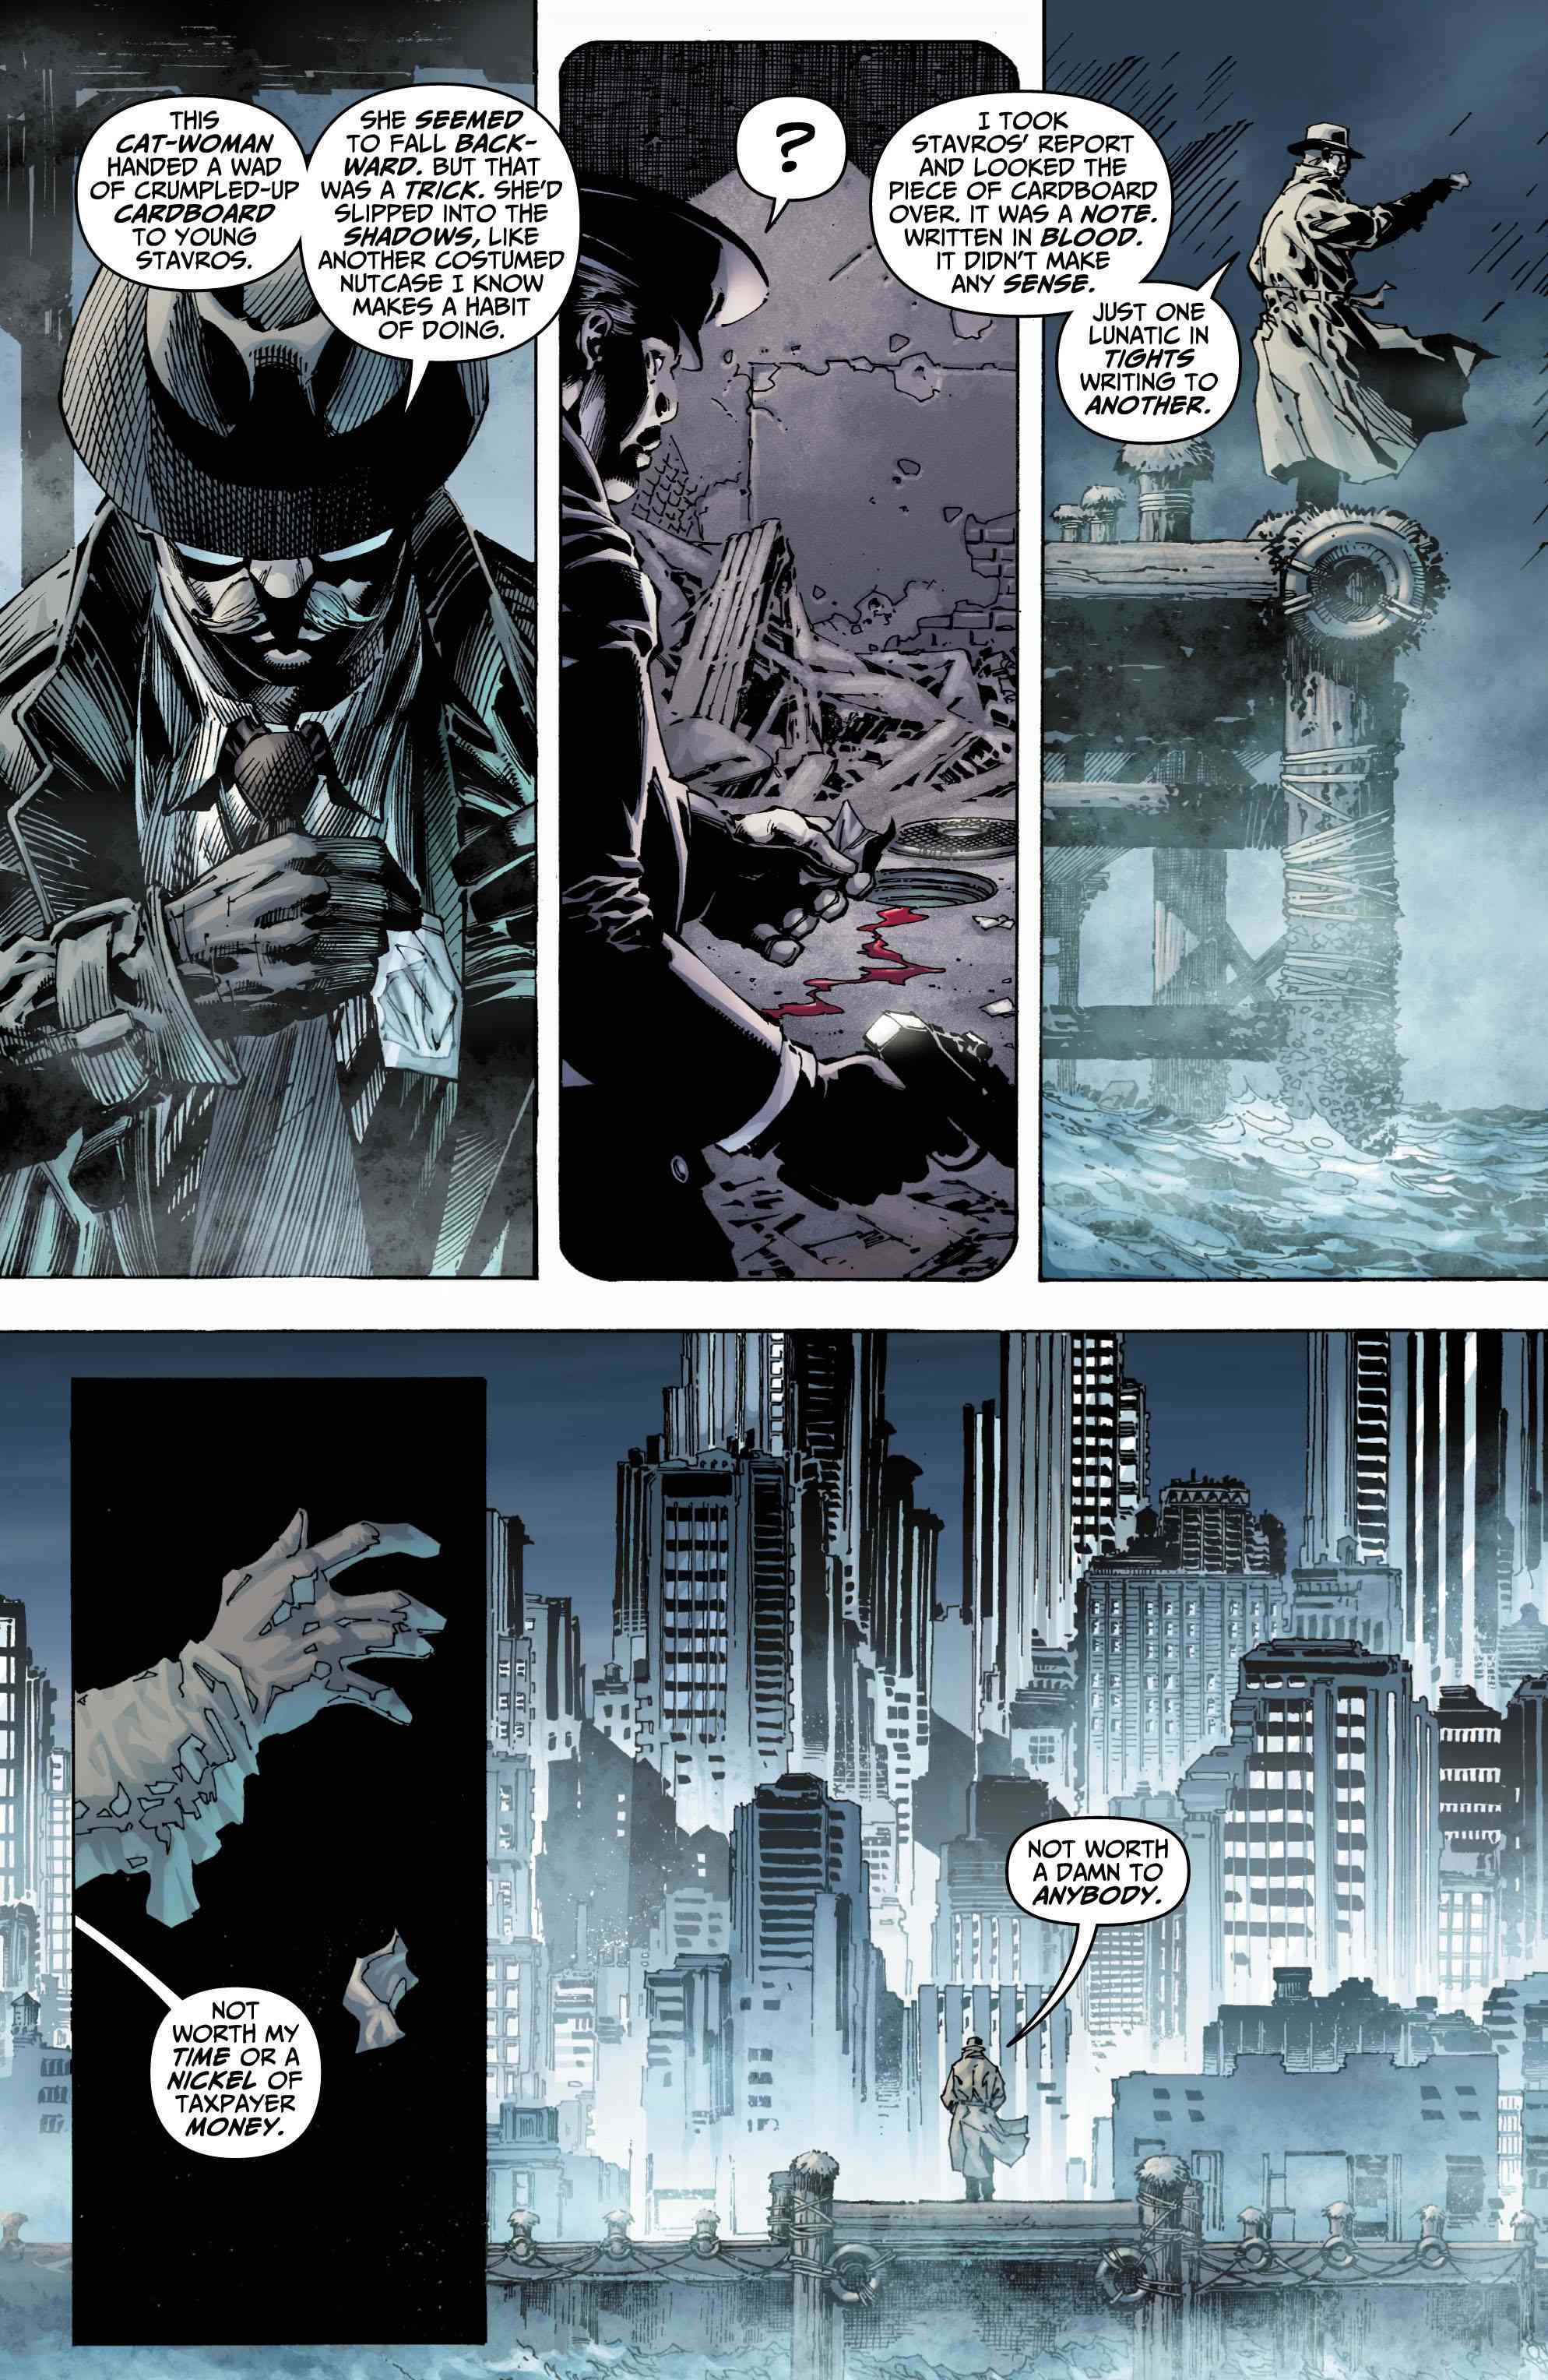 THIS
CAT-WOMAN
HANDED A WAD
OF CRUMPLED-UP
CARDBOARD
TO YOUNG
STAVROS.
SHE SEEMED
TO FALL BACK-
WARD. BUT THAT
WAS A TRICK. SHE'D
SLIPPED INTO THE
SHADOWS, LIKE
ANOTHER COSTUMED
NUTCASE I KNOW
MAKES A HABIT
OF DOING.
?
I TOOK
STAVROS' REPORT
AND LOOKED THE
PIECE OF CARDBOARD
OVER. IT WAS A NOTE.
WRITTEN IN BLOOD.
IT DIDN'T MAKE
ANY SENSE.
JUST ONE
LUNATIC IN
TIGHTS
WRITING TO
ANOTHER.
NOT
WORTH MY
TIME OR A
NICKEL OF
TAXPAYER
MONEY.
NOT WORTH
A DAMN TO
ANYBODY.